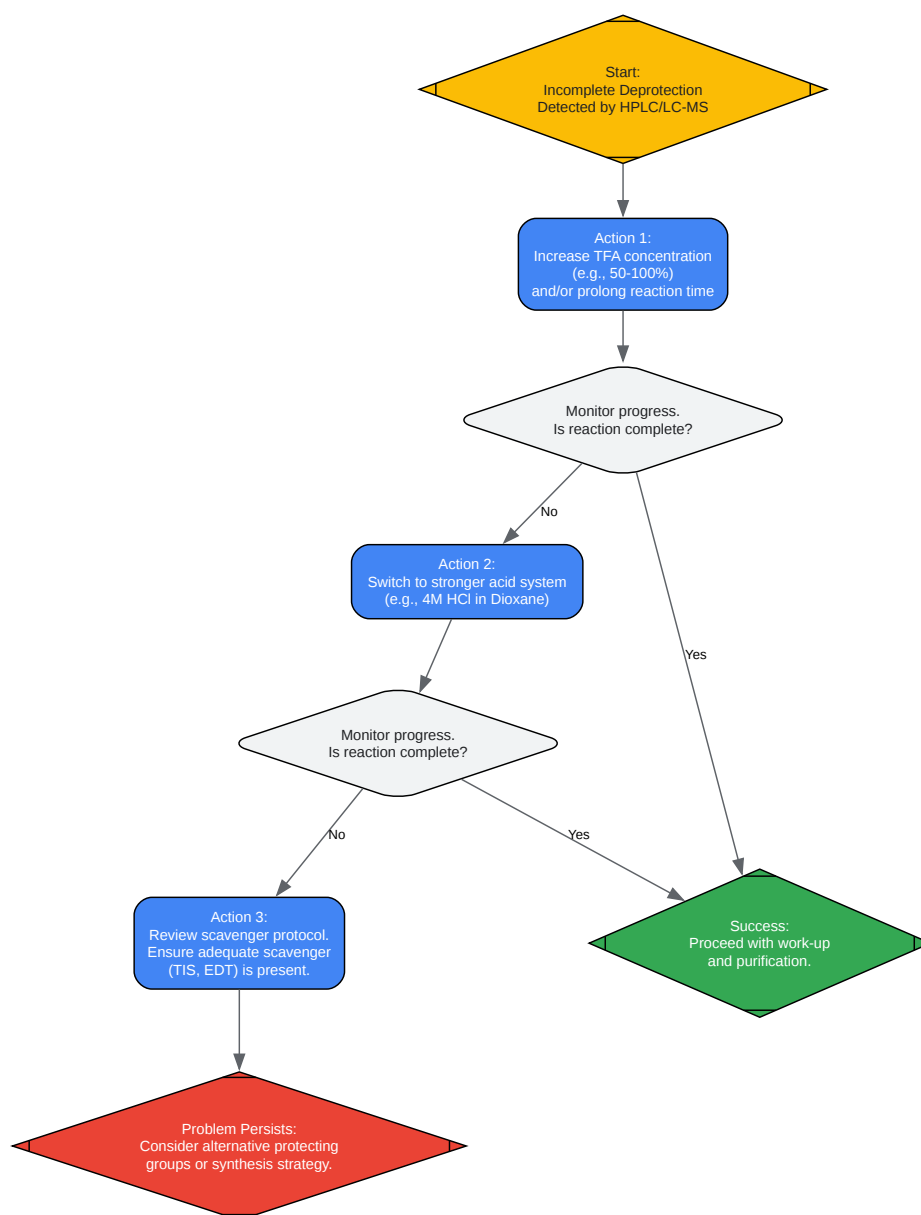 Start:
Incomplete Deprotection
Detected by HPLC/LC-MS
Action 1:
Increase TFA concentration
(e.g., 50-100%)
and/or prolong reaction time
Monitor progress.
Is reaction complete?
No
Action 2:
Switch to stronger acid system
(e.g., 4M HCl in Dioxane)
Yes
Monitor progress.
Is reaction complete?
No
Yes
Action 3:
Review scavenger protocol.
Ensure adequate scavenger
(TIS, EDT) is present.
Success:
Proceed with work-up
and purification.
Problem Persists:
Consider alternative protecting
groups or synthesis strategy.